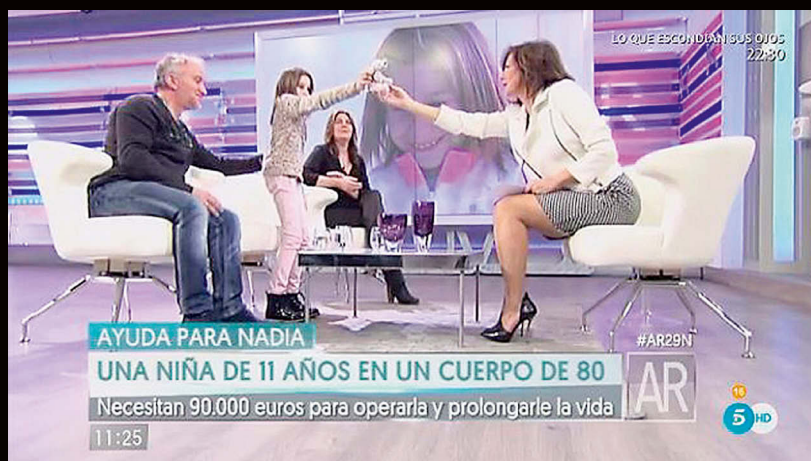 LO QUE ESCONDÍAN SUS OJOS
22:30
#AR29N
AYUDA PARA NADIA
UNA NIÑA DE 11 AÑOS EN UN CUERPO DE 80
Necesitan 90.000 euros para operarla y prolongarle la vida
AR
11:25
16
5 HD